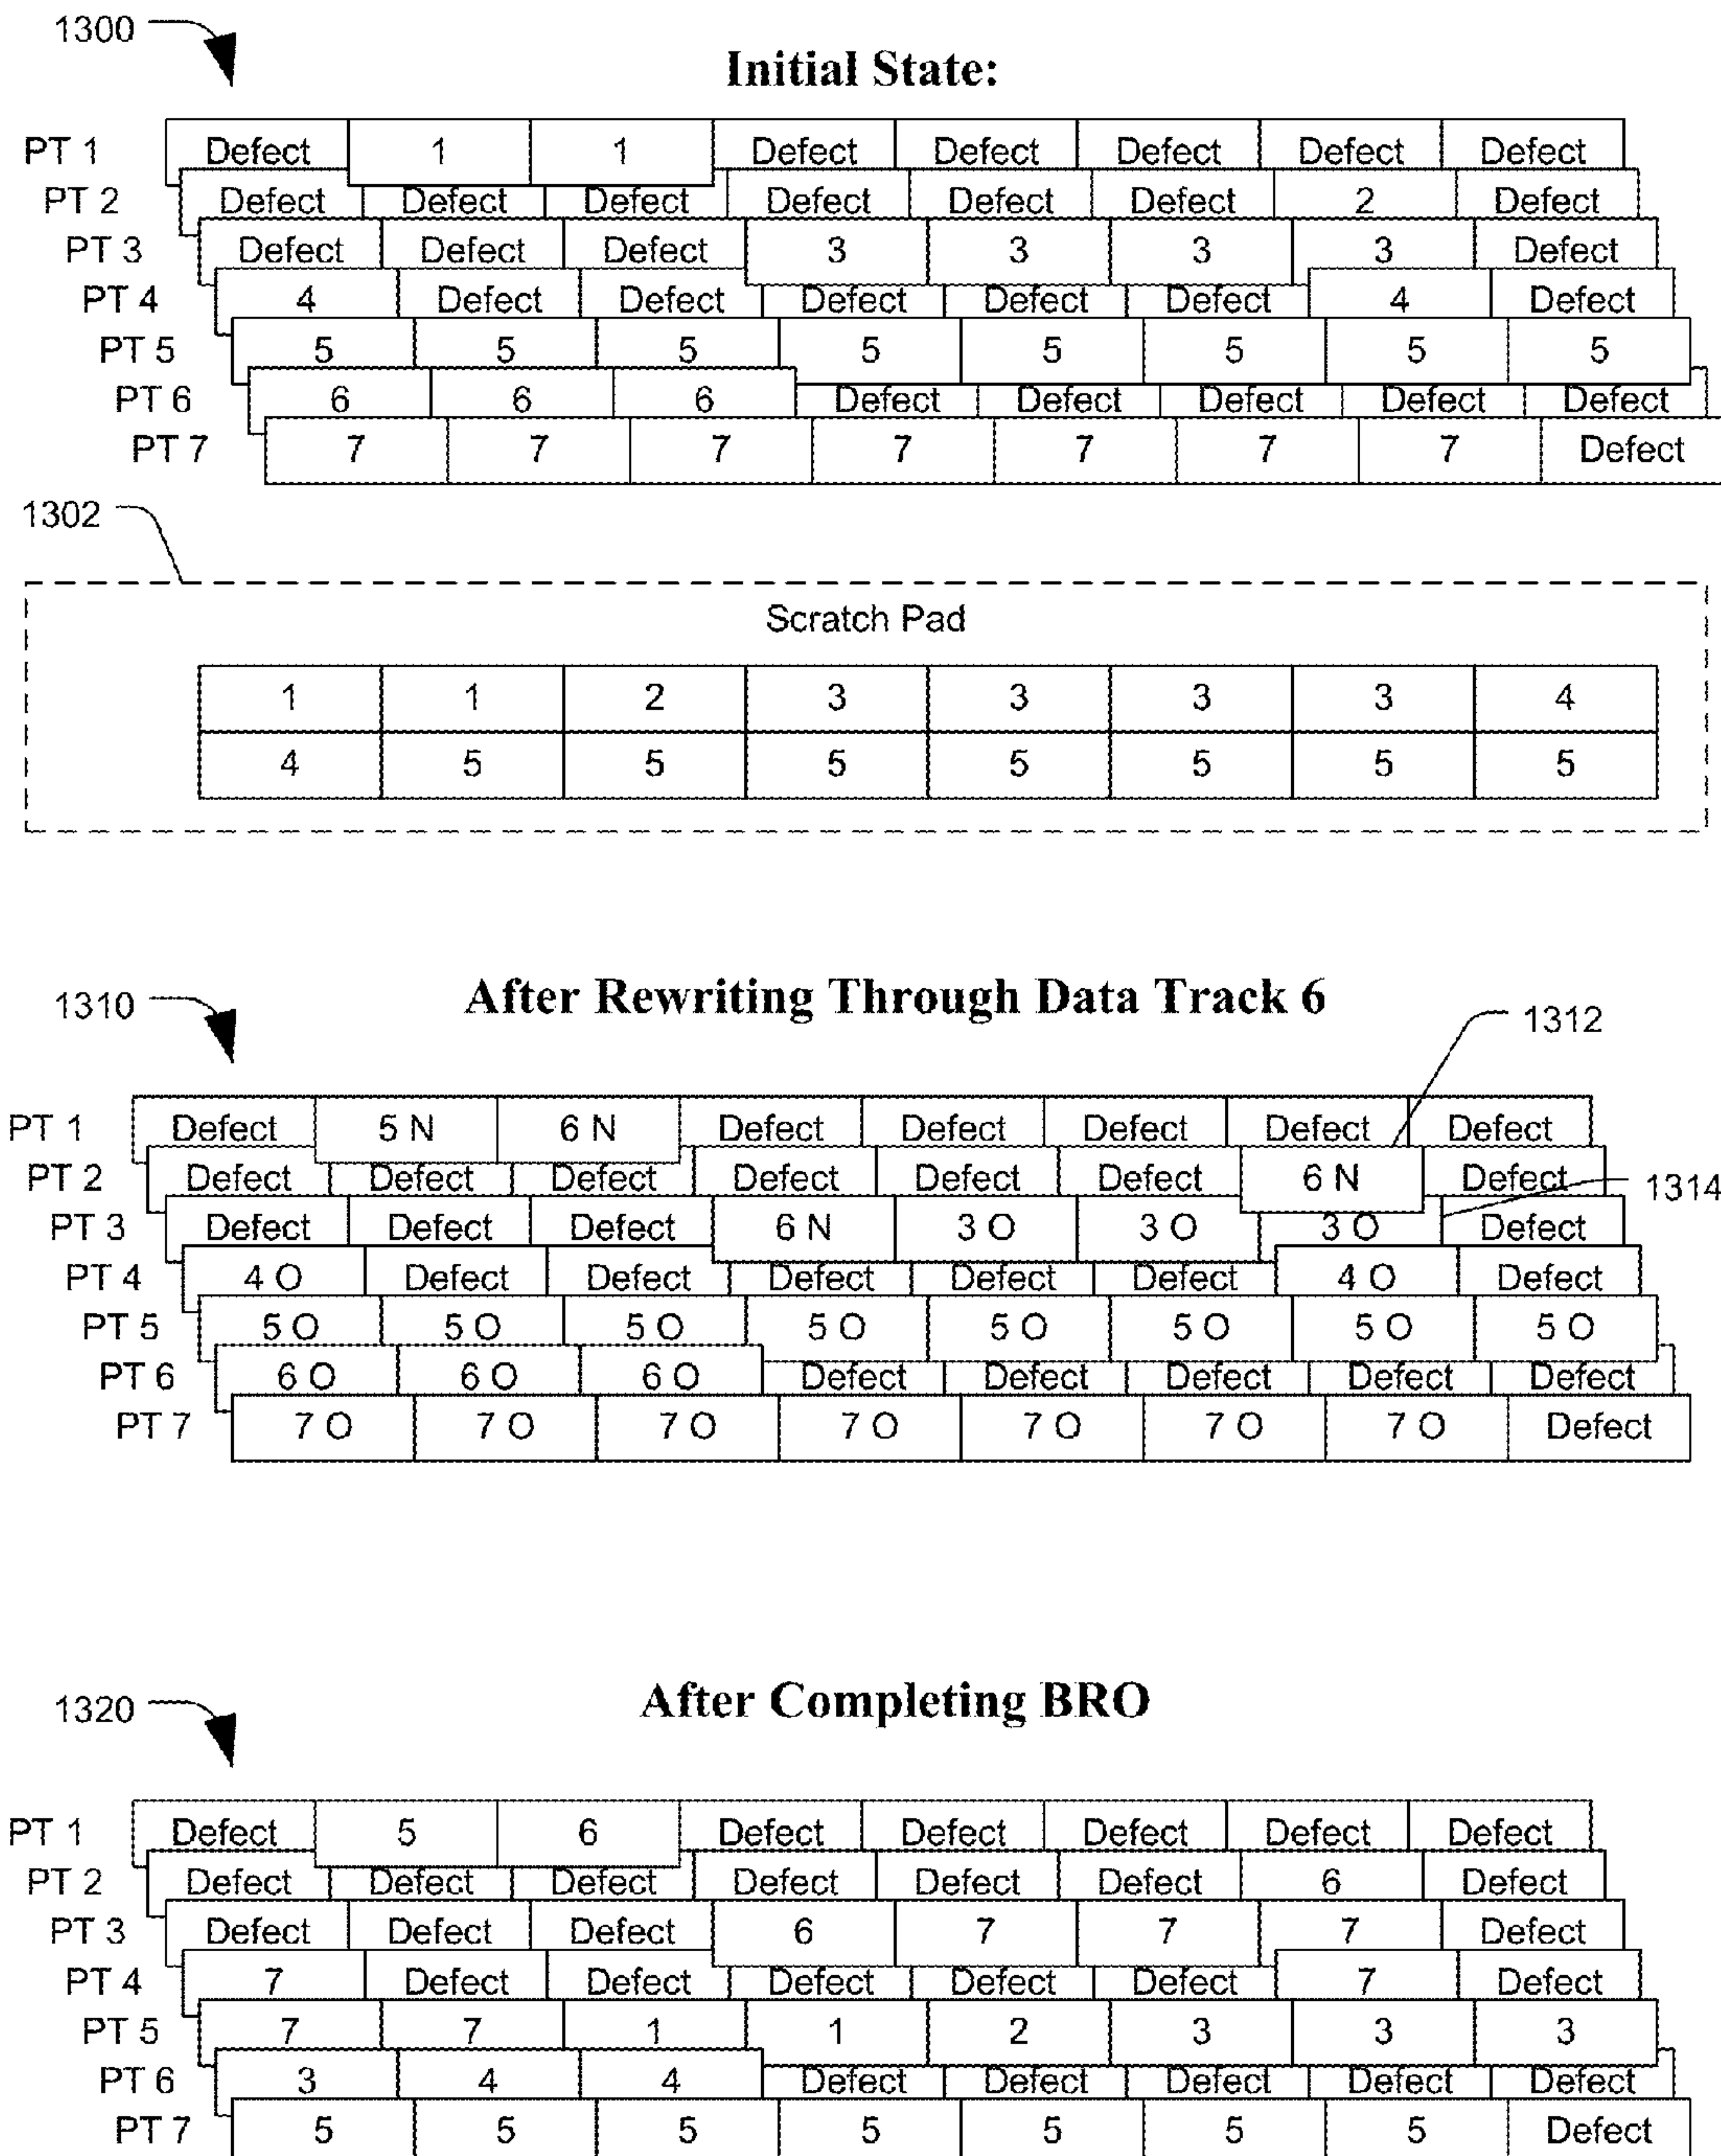 1300
Initial State:
PT 1 Defect 1 1 Defect Defect Defect Defect Defect
PT 2 Defect Defect Defect Defect Defect Defect 2 Defect
PT 3 Defect Defect Defect 3 3 3 3 Defect
PT 4 4 Defect Defect Defect Defect Defect 4 Defect
PT 5 5 5 5 5 5 5 5 5
PT 6 6 6 6 Defect Defect Defect Defect Defect
PT 7 7 7 7 7 7 7 7 Defect
1302
Scratch Pad
1 1 2 3 3 3 3 4
4 5 5 5 5 5 5 5
1310
After Rewriting Through Data Track 6
1312
PT 1 Defect 5 N 6 N Defect Defect Defect Defect Defect
PT 2 Defect Defect Defect Defect Defect Defect 6 N Defect
1314
PT 3 Defect Defect Defect 6 N 3 O 3 O 3 O Defect
PT 4 4 O Defect Defect Defect Defect Defect 4 O Defect
PT 5 5 O 5 O 5 O 5 O 5 O 5 O 5 O 5 O
PT 6 6 O 6 O 6 O Defect Defect Defect Defect Defect
PT 7 7 O 7 O 7 O 7 O 7 O 7 O 7 O Defect
1320
After Completing BRO
PT 1 Defect 5 6 Defect Defect Defect Defect Defect
PT 2 Defect Defect Defect Defect Defect Defect 6 Defect
PT 3 Defect Defect Defect 6 7 7 7 Defect
PT 4 7 Defect Defect Defect Defect Defect 7 Defect
PT 5 7 7 1 1 2 3 3 3
PT 6 3 4 4 Defect Defect Defect Defect Defect
PT 7 5 5 5 5 5 5 5 Defect